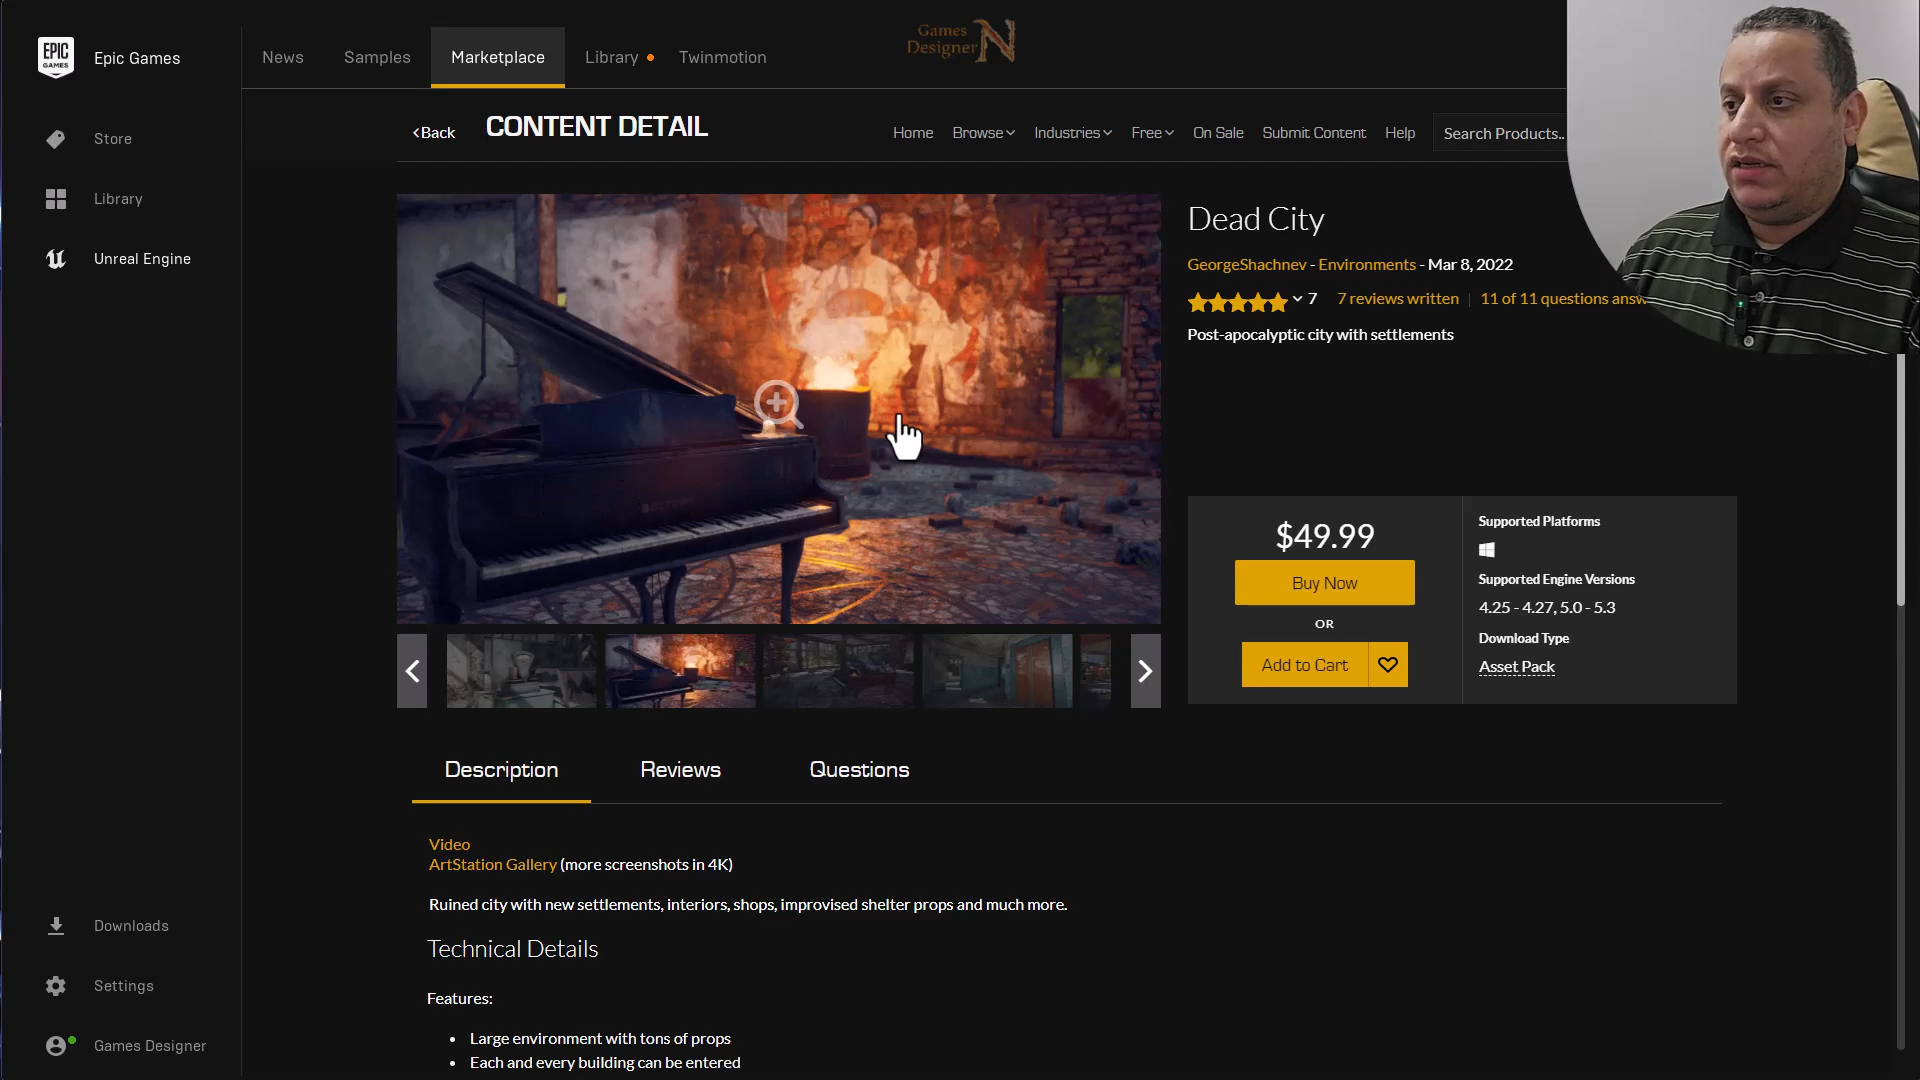 EPIC
GAMES
Epic Games
News
Samples
Marketplace
Library
Twinmotion
Games
Designer N
Store
Library
Unreal Engine
Back
CONTENT DETAIL
Home
Browse
Industries
Free
On Sale
Submit Content
Help
Search Products..
Dead City
GeorgeShachnev - Environments - Mar 8, 2022
7
7 reviews written
11 of 11 questions answ
Post-apocalyptic city with settlements
$49.99
Buy Now
OR
Add to Cart
Supported Platforms
Supported Engine Versions
4.25 - 4.27, 5.0 - 5.3
Download Type
Asset Pack
Description
Reviews
Questions
Video
ArtStation Gallery (more screenshots in 4K)
Ruined city with new settlements, interiors, shops, improvised shelter props and much more.
Technical Details
Features:
• Large environment with tons of props
• Each and every building can be entered
Downloads
Settings
Games Designer